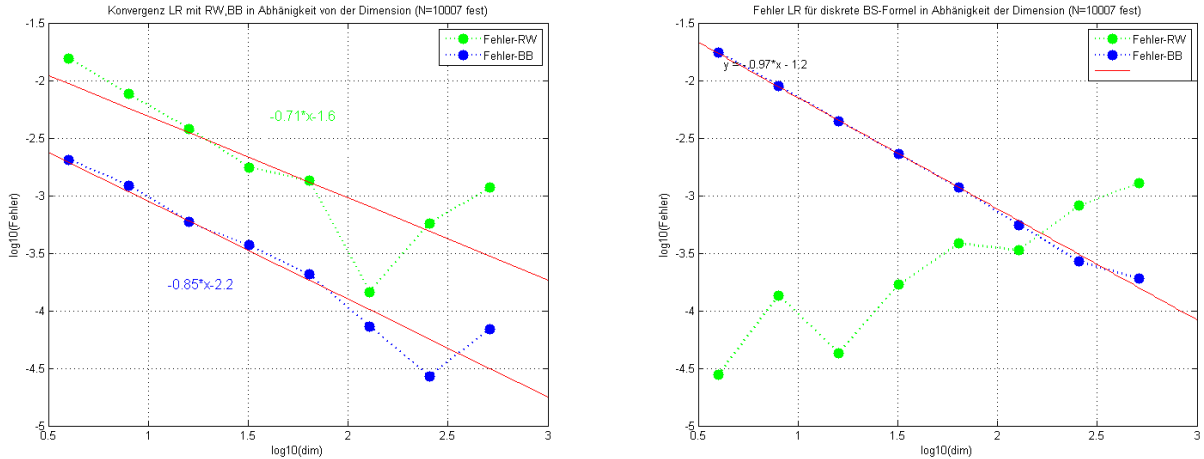 Konvergenz LR mit RW,BB in Abhänigkeit von der Dimension (N=10007 fest)
-1.5
-2
-2.5
-3
-3.5
-4
-4.5
-5
log10(Fehler)
Fehler-RW
Fehler-BB
-0.71*x-1.6
-0.85*x-2.2
0.5
1
1.5
2
2.5
3
log10(dim)
Fehler LR für diskrete BS-Formel in Abhänigkeit der Dimension (N=10007 fest)
-1.5
-2
-2.5
-3
-3.5
-4
-4.5
-5
log10(Fehler)
Fehler-RW
Fehler-BB
y = - 0.97*x - 1.2
0.5
1
1.5
2
2.5
3
log10(dim)